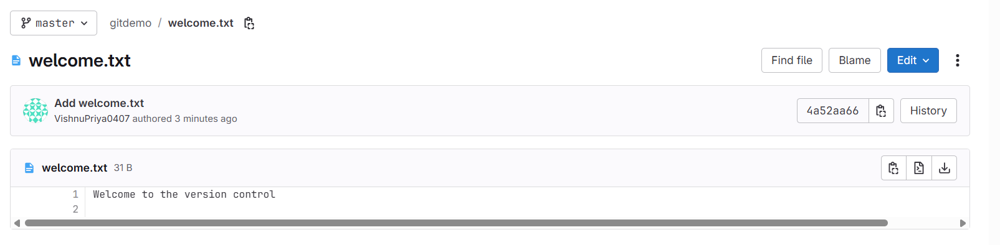 master gitdemo / welcome.txt
welcome.txt Find file Blame Edit
Add welcome.txt
VishnuPriya0407 authored 3 minutes ago
4a52aa66 History
welcome.txt 31 B
1 Welcome to the version control
2